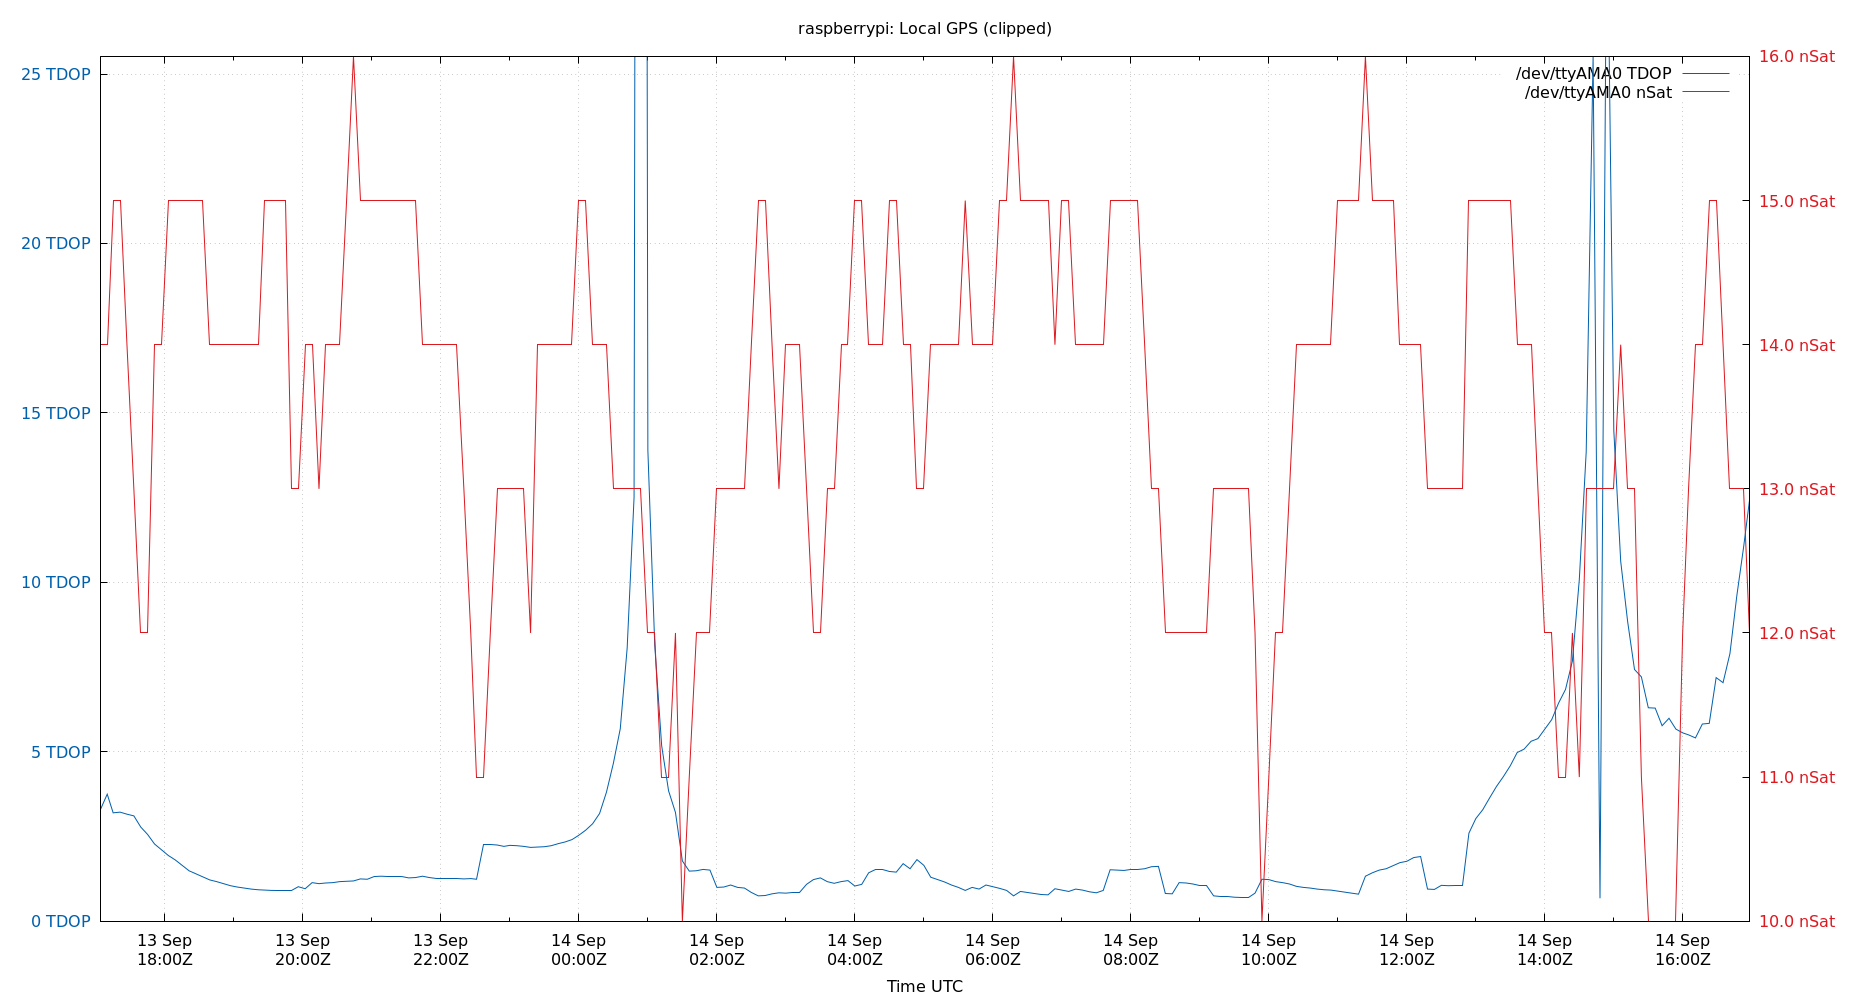 raspberrypi: Local GPS (clipped)
/dev/ttyAMA0 TDOP
/dev/ttyAMA0 nSat
25 TDOP
20 TDOP
15 TDOP
10 TDOP
5 TDOP
0 TDOP
16.0 nSat
15.0 nSat
14.0 nSat
13.0 nSat
12.0 nSat
11.0 nSat
10.0 nSat
13 Sep 13 Sep 13 Sep 14 Sep 14 Sep 14 Sep 14 Sep 14 Sep 14 Sep 14 Sep 14 Sep 14 Sep
18:00Z 20:00Z 22:00Z 00:00Z 02:00Z 04:00Z 06:00Z 08:00Z 10:00Z 12:00Z 14:00Z 16:00Z
Time UTC